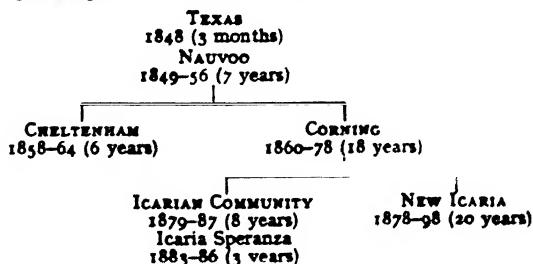 TEXAS
1848 (3 months)
NAUVOO
1849–56 (7 years)
CHELTENHAM
1858–64 (6 years)
CORNING
1860–78 (18 years)
ICARIAN COMMUNITY
1879–87 (8 years)
Icaria Speranza
1883–86 (3 years)
NEW ICARIA
1878–98 (20 years)